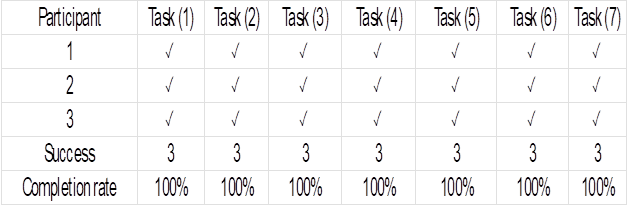 Participant Task (1) Task (2) Task (3) Task (4) Task (5) Task (6) Task (7)
1 √ √ √ √ √ √ √
2 √ √ √ √ √ √ √
3 √ √ √ √ √ √ √
Success 3 3 3 3 3 3 3
Completion rate 100% 100% 100% 100% 100% 100% 100%